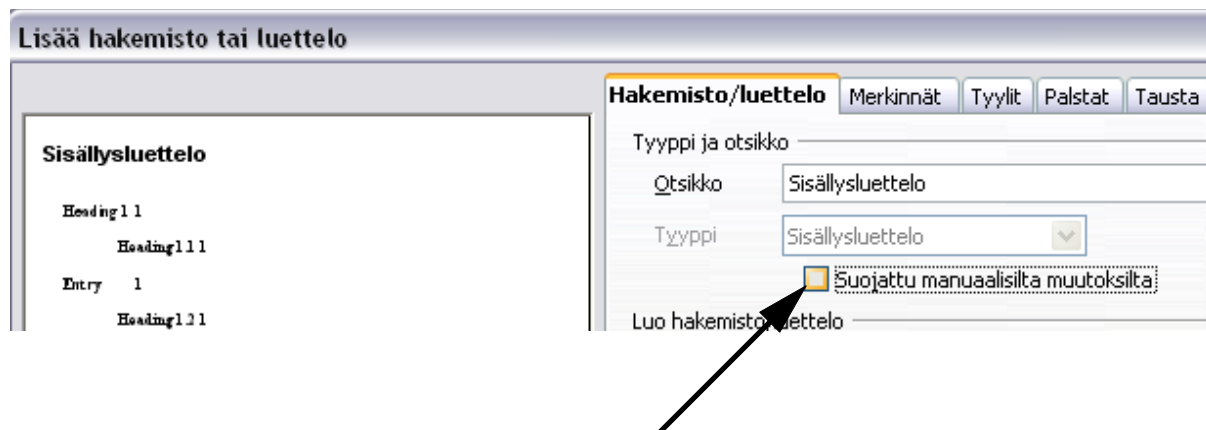 Lisää hakemisto tai luettelo
Hakemisto/luettelo Merkinnät Tyylit Palstat Tausta
Tyyppi ja otsikko
Otsikko Sisällysluettelo
Tyyppi Sisällysluettelo
Suojattu manuaalisilta muutoksilta
Luo hakemisto/luettelo
Sisällysluettelo
Heading 1 1
Heading 1.1 1
Entry 1
Heading 1.2 1